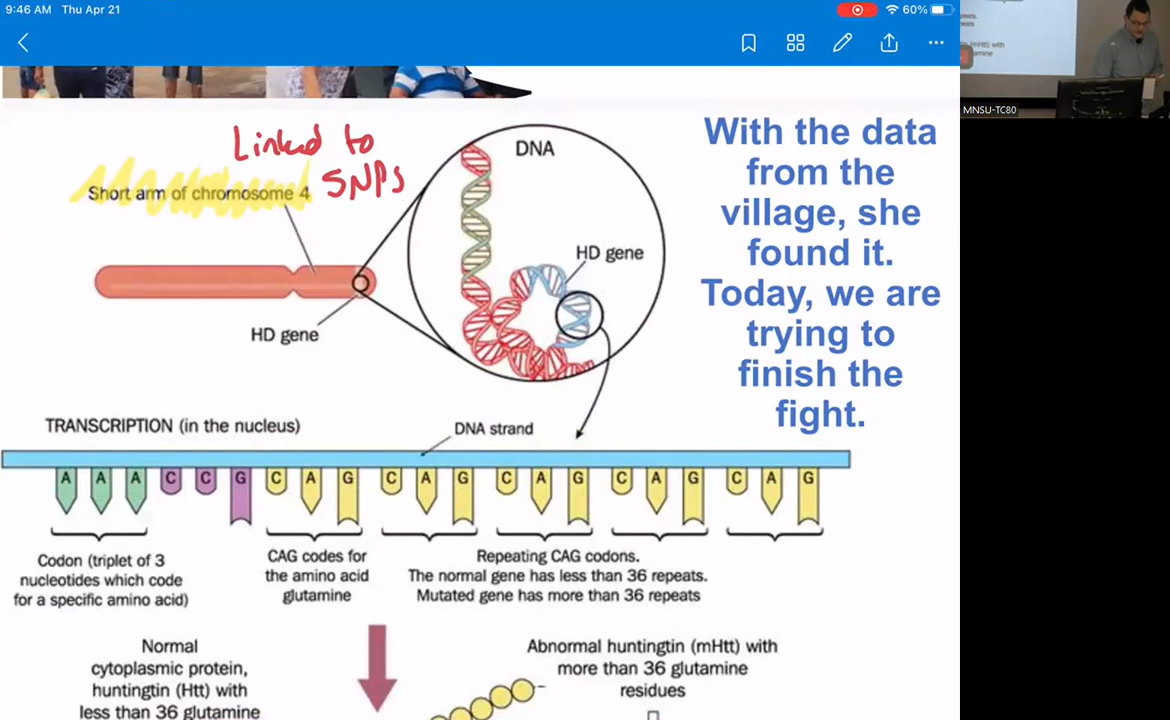 9:46 AM Thu Apr 21
60%
MNSU-TC80
Linked to
SNPs
Short arm of chromosome 4
DNA
HD gene
HD gene
With the data
from the
village, she
found it.
Today, we are
trying to
finish the
fight.
TRANSCRIPTION (in the nucleus)
DNA strand
A A A C C G C A G C A G C A G C A G C A G
Codon (triplet of 3
nucleotides which code
for a specific amino acid)
CAG codes for
the amino acid
glutamine
Repeating CAG codons.
The normal gene has less than 36 repeats.
Mutated gene has more than 36 repeats
Normal
cytoplasmic protein,
huntingtin (Htt) with
less than 36 glutamine
Abnormal huntingtin (mHtt) with
more than 36 glutamine
residues